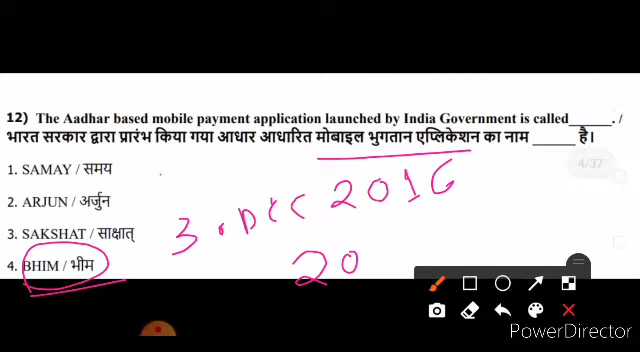 12) The Aadhar based mobile payment application launched by India Government is called______. /
भारत सरकार द्वारा प्रारंभ किया गया आधार आधारित मोबाइल भुगतान एप्लिकेशन का नाम ______ है।
4/37
1. SAMAY / समय
2. ARJUN / अर्जुन
3. SAKSHAT / साक्षात्
4. BHIM / भीम
3 . DEC 2016
20
PowerDirector